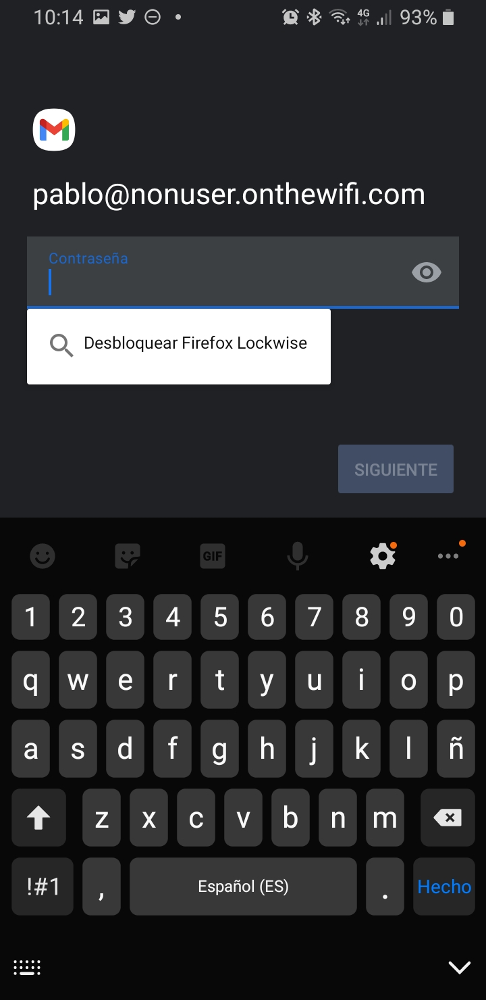 10:14 4G 93%
pablo@nonuser.onthewifi.com
Contraseña
Desbloquear Firefox Lockwise
SIGUIENTE
GIF
1 2 3 4 5 6 7 8 9 0
q w e r t y u i o p
a s d f g h j k l ñ
z x c v b n m
!#1 , Español (ES) . Hecho